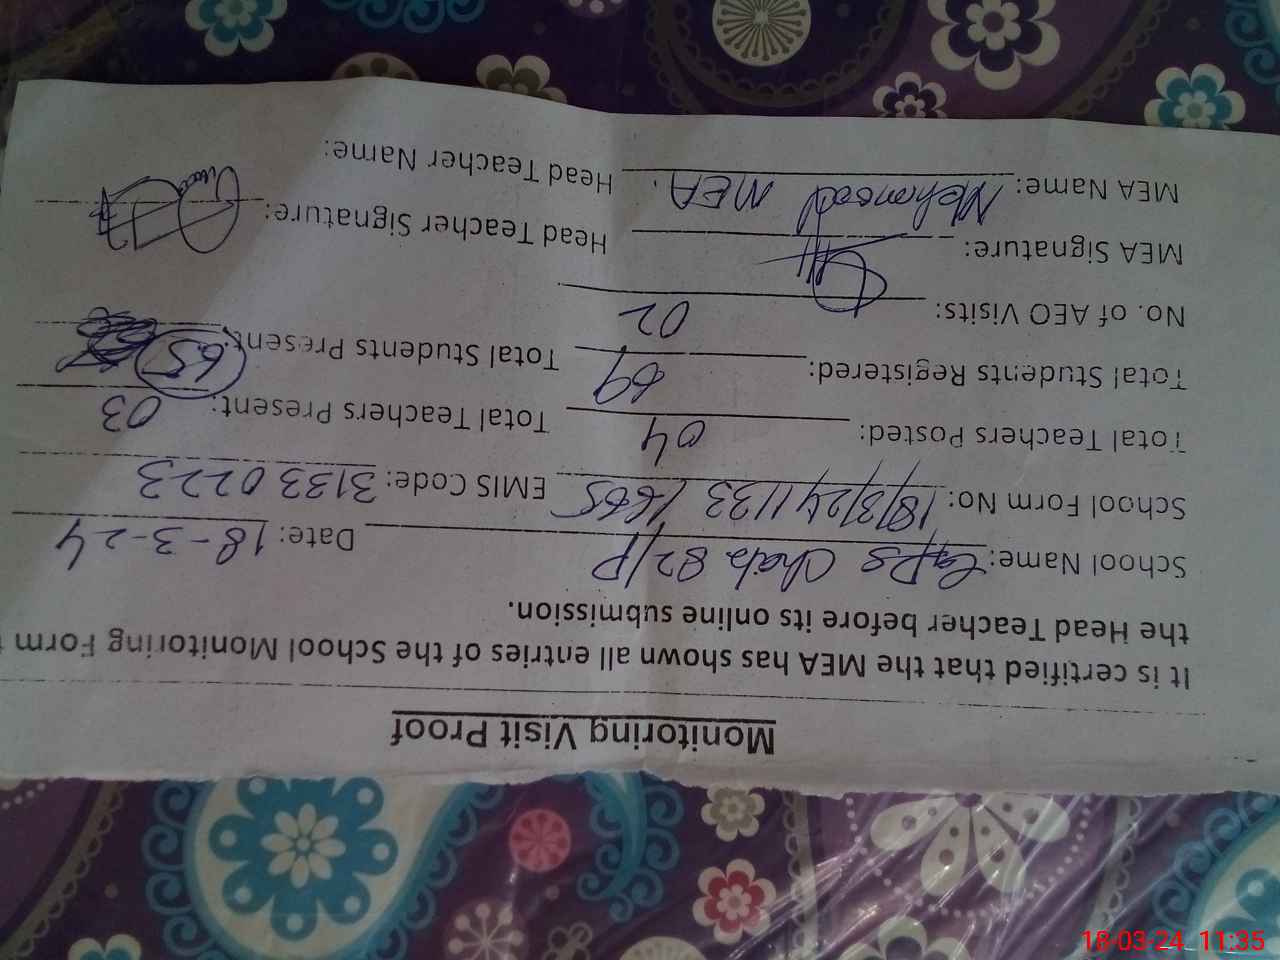 Monitoring Visit Proof
It is certified that the MEA has shown all entries of the School Monitoring Form
the Head Teacher before its online submission.
School Name: GPS Chak 82/P Date: 18-3-24
School Form No: 18/3/24/1133/1665 EMIS Code: 31330223
Total Teachers Posted: 04 Total Teachers Present: 03
Total Students Registered: 69 Total Students Present: 65
No. of AEO Visits: 02
MEA Signature: Head Teacher Signature:
MEA Name: Mehmood MEA. Head Teacher Name:
18-03-24 11:35